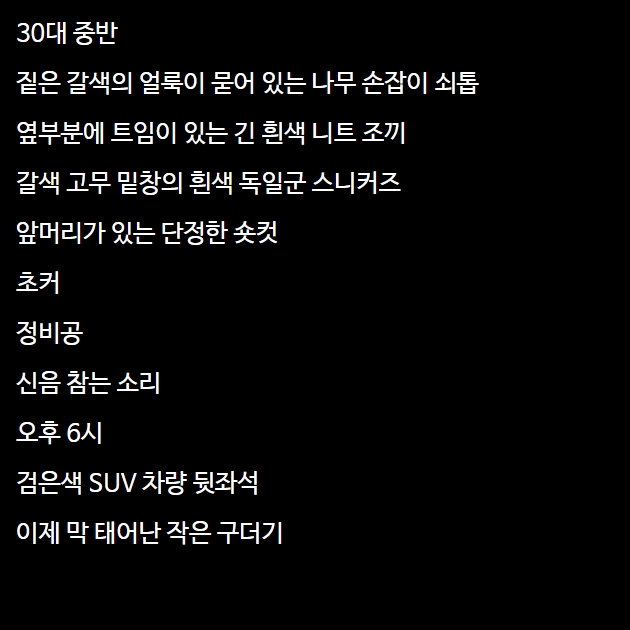 30대 중반
짙은 갈색의 얼룩이 묻어 있는 나무 손잡이 쇠톱
옆부분에 트임이 있는 긴 흰색 니트 조끼
갈색 고무 밑창의 흰색 독일군 스니커즈
앞머리가 있는 단정한 숏컷
초커
정비공
신음 참는 소리
오후 6시
검은색 SUV 차량 뒷좌석
이제 막 태어난 작은 구더기